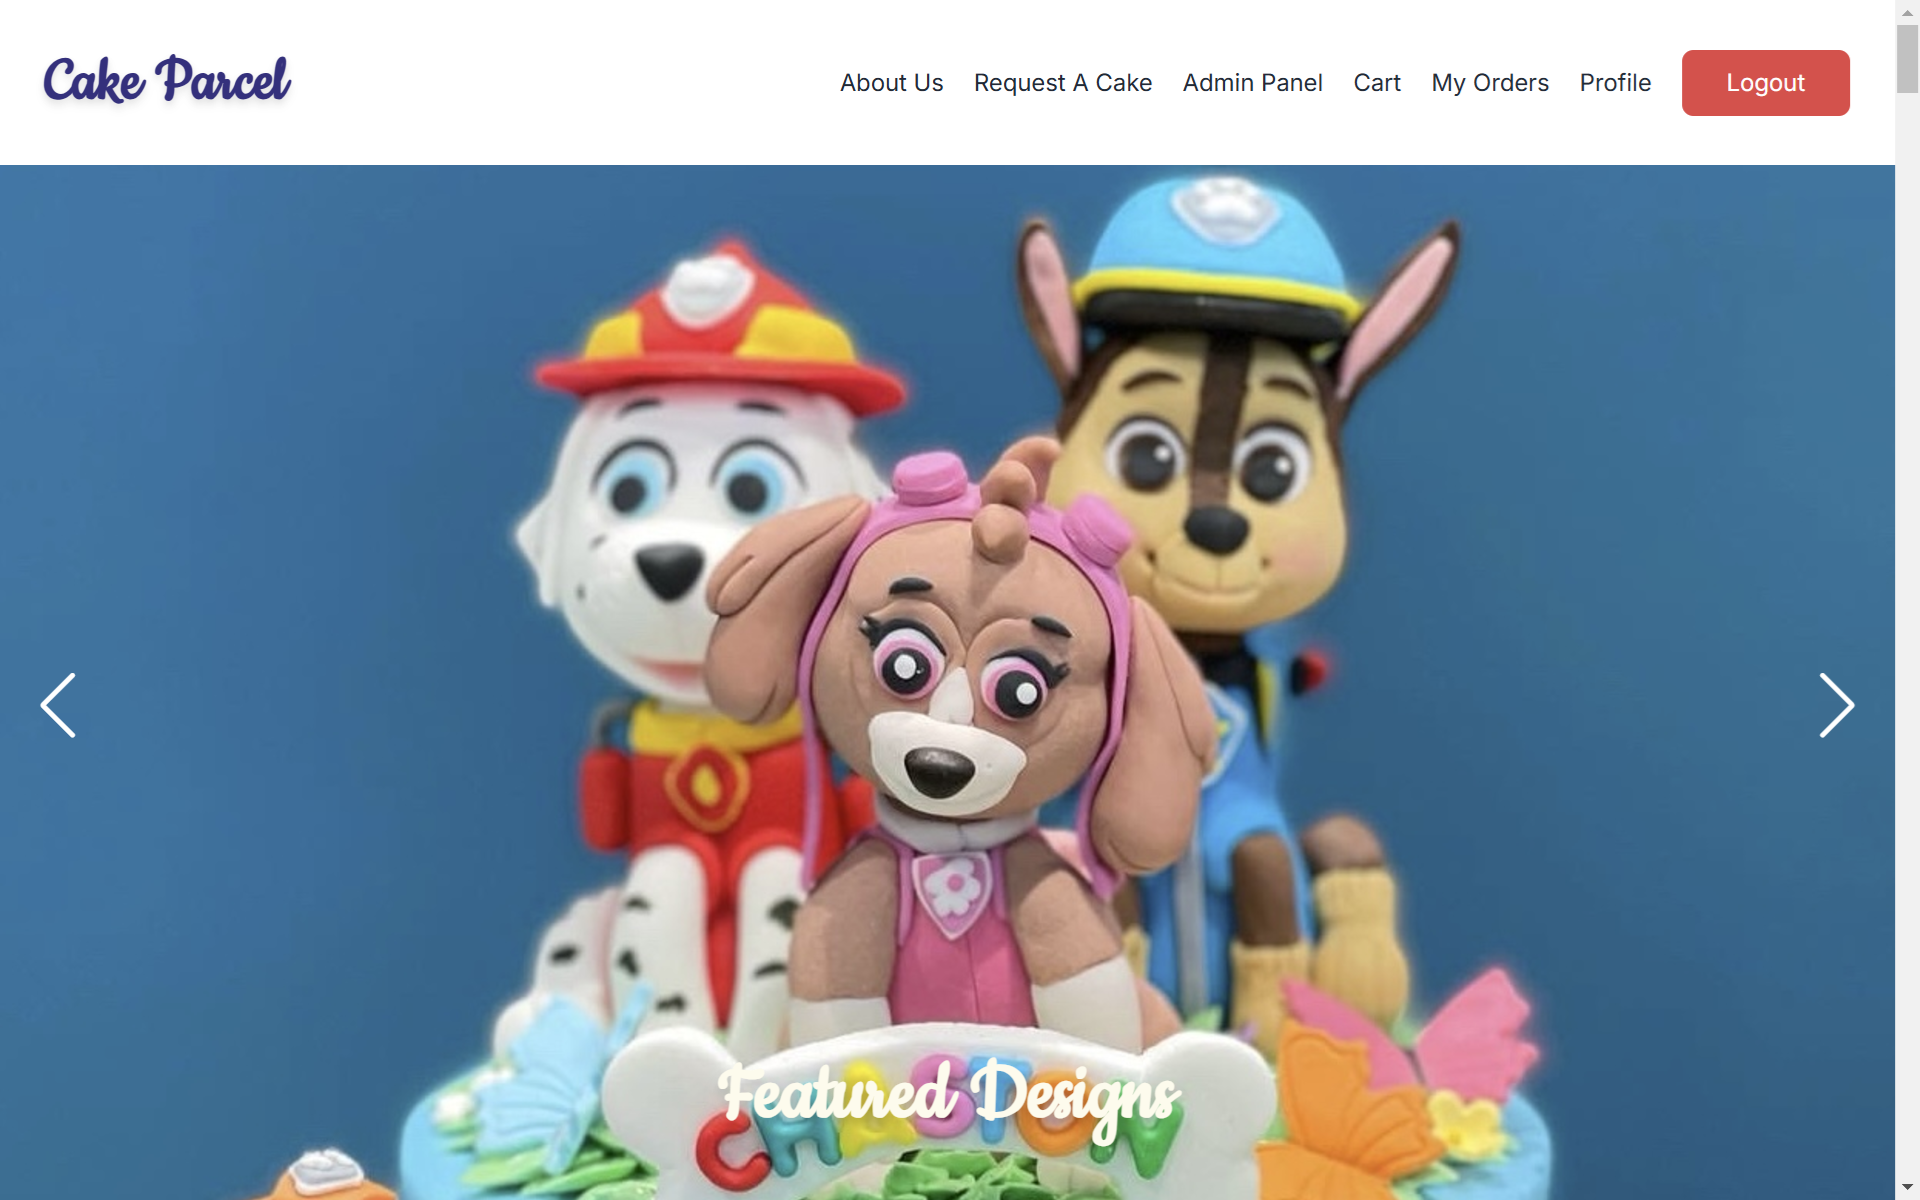 Cake Parcel
About Us
Request A Cake
Admin Panel
Cart
My Orders
Profile
Logout
Featured Designs
CHASTON